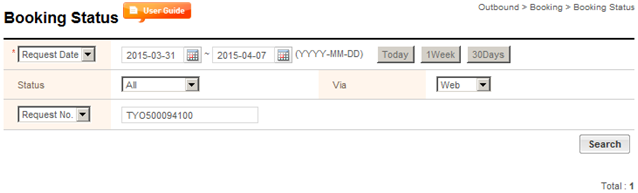 Booking Status User Guide Outbound > Booking > Booking Status
* Request Date 2015-03-31 ~ 2015-04-07 (YYYY-MM-DD) Today 1Week 30Days
Status All Via Web
Request No. TYO500094100
Search
Total : 1